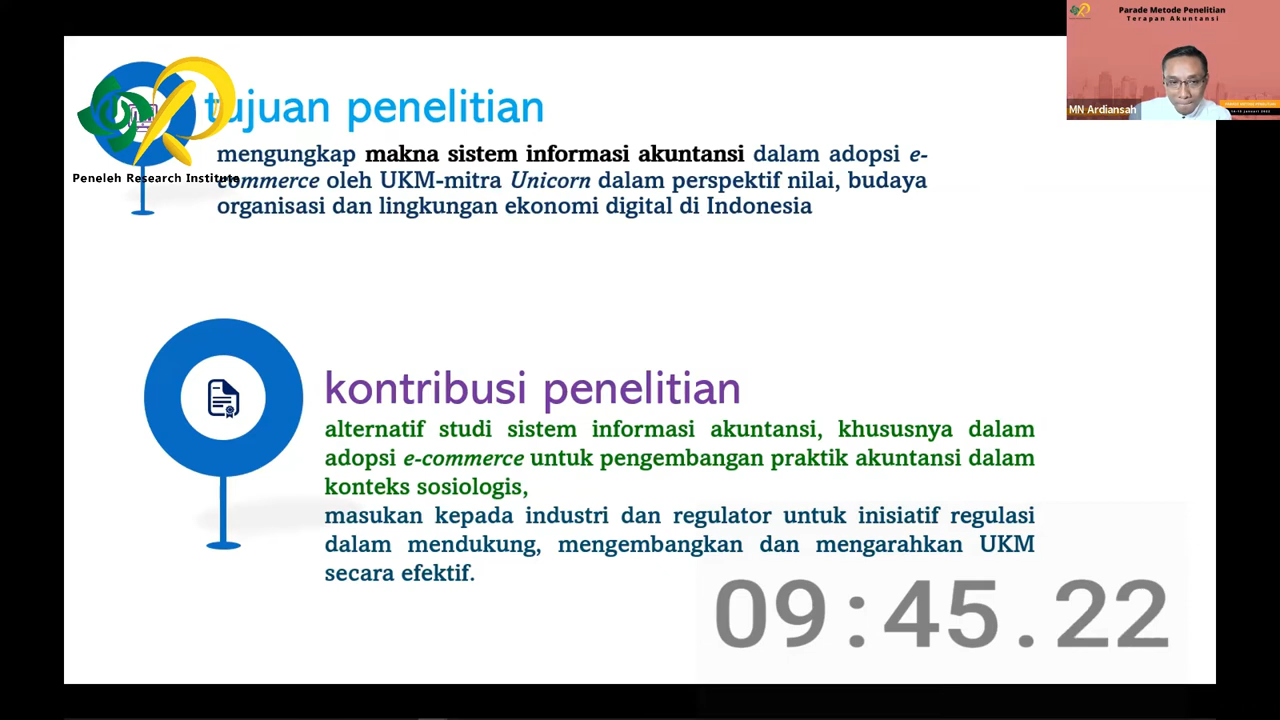 Parade Metode Penelitian
Terapan Akuntansi
MN Ardiansah
tujuan penelitian
mengungkap makna sistem informasi akuntansi dalam adopsi e-
commerce oleh UKM-mitra Unicorn dalam perspektif nilai, budaya
organisasi dan lingkungan ekonomi digital di Indonesia
Peneleh Research Institute
kontribusi penelitian
alternatif studi sistem informasi akuntansi, khususnya dalam
adopsi e-commerce untuk pengembangan praktik akuntansi dalam
konteks sosiologis,
masukan kepada industri dan regulator untuk inisiatif regulasi
dalam mendukung, mengembangkan dan mengarahkan UKM
secara efektif.
09:45.22